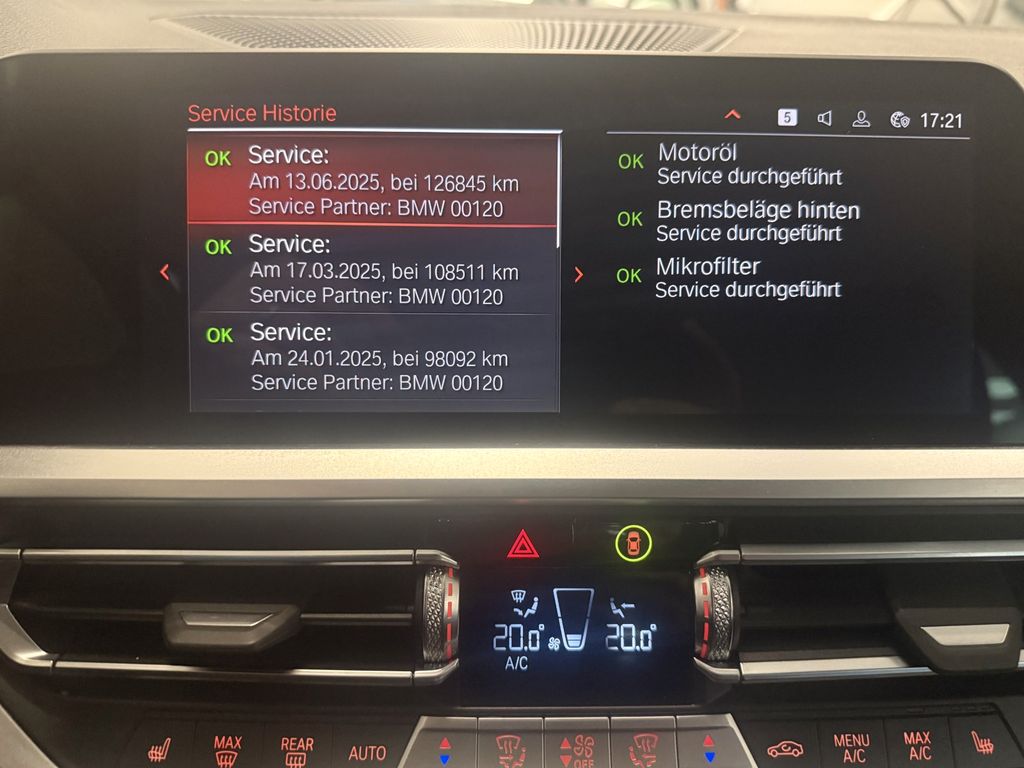 Service Historie
5
17:21
OK Service:
Am 13.06.2025, bei 126845 km
Service Partner: BMW 00120
OK Service:
Am 17.03.2025, bei 108511 km
Service Partner: BMW 00120
OK Service:
Am 24.01.2025, bei 98092 km
Service Partner: BMW 00120
OK Motoröl
Service durchgeführt
OK Bremsbeläge hinten
Service durchgeführt
OK Mikrofilter
Service durchgeführt
20.0° 20.0°
A/C
MAX
REAR
AUTO
OFF
MENU
A/C
MAX
A/C